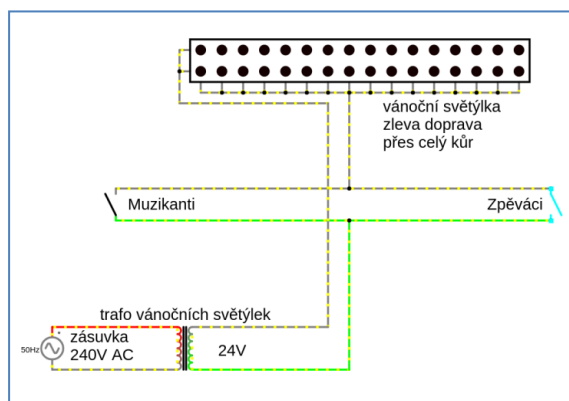 vánoční světýlka
zleva doprava
přes celý kůr
Muzikanti
Zpěváci
trafo vánočních světýlek
zásuvka
240V AC
50Hz
24V